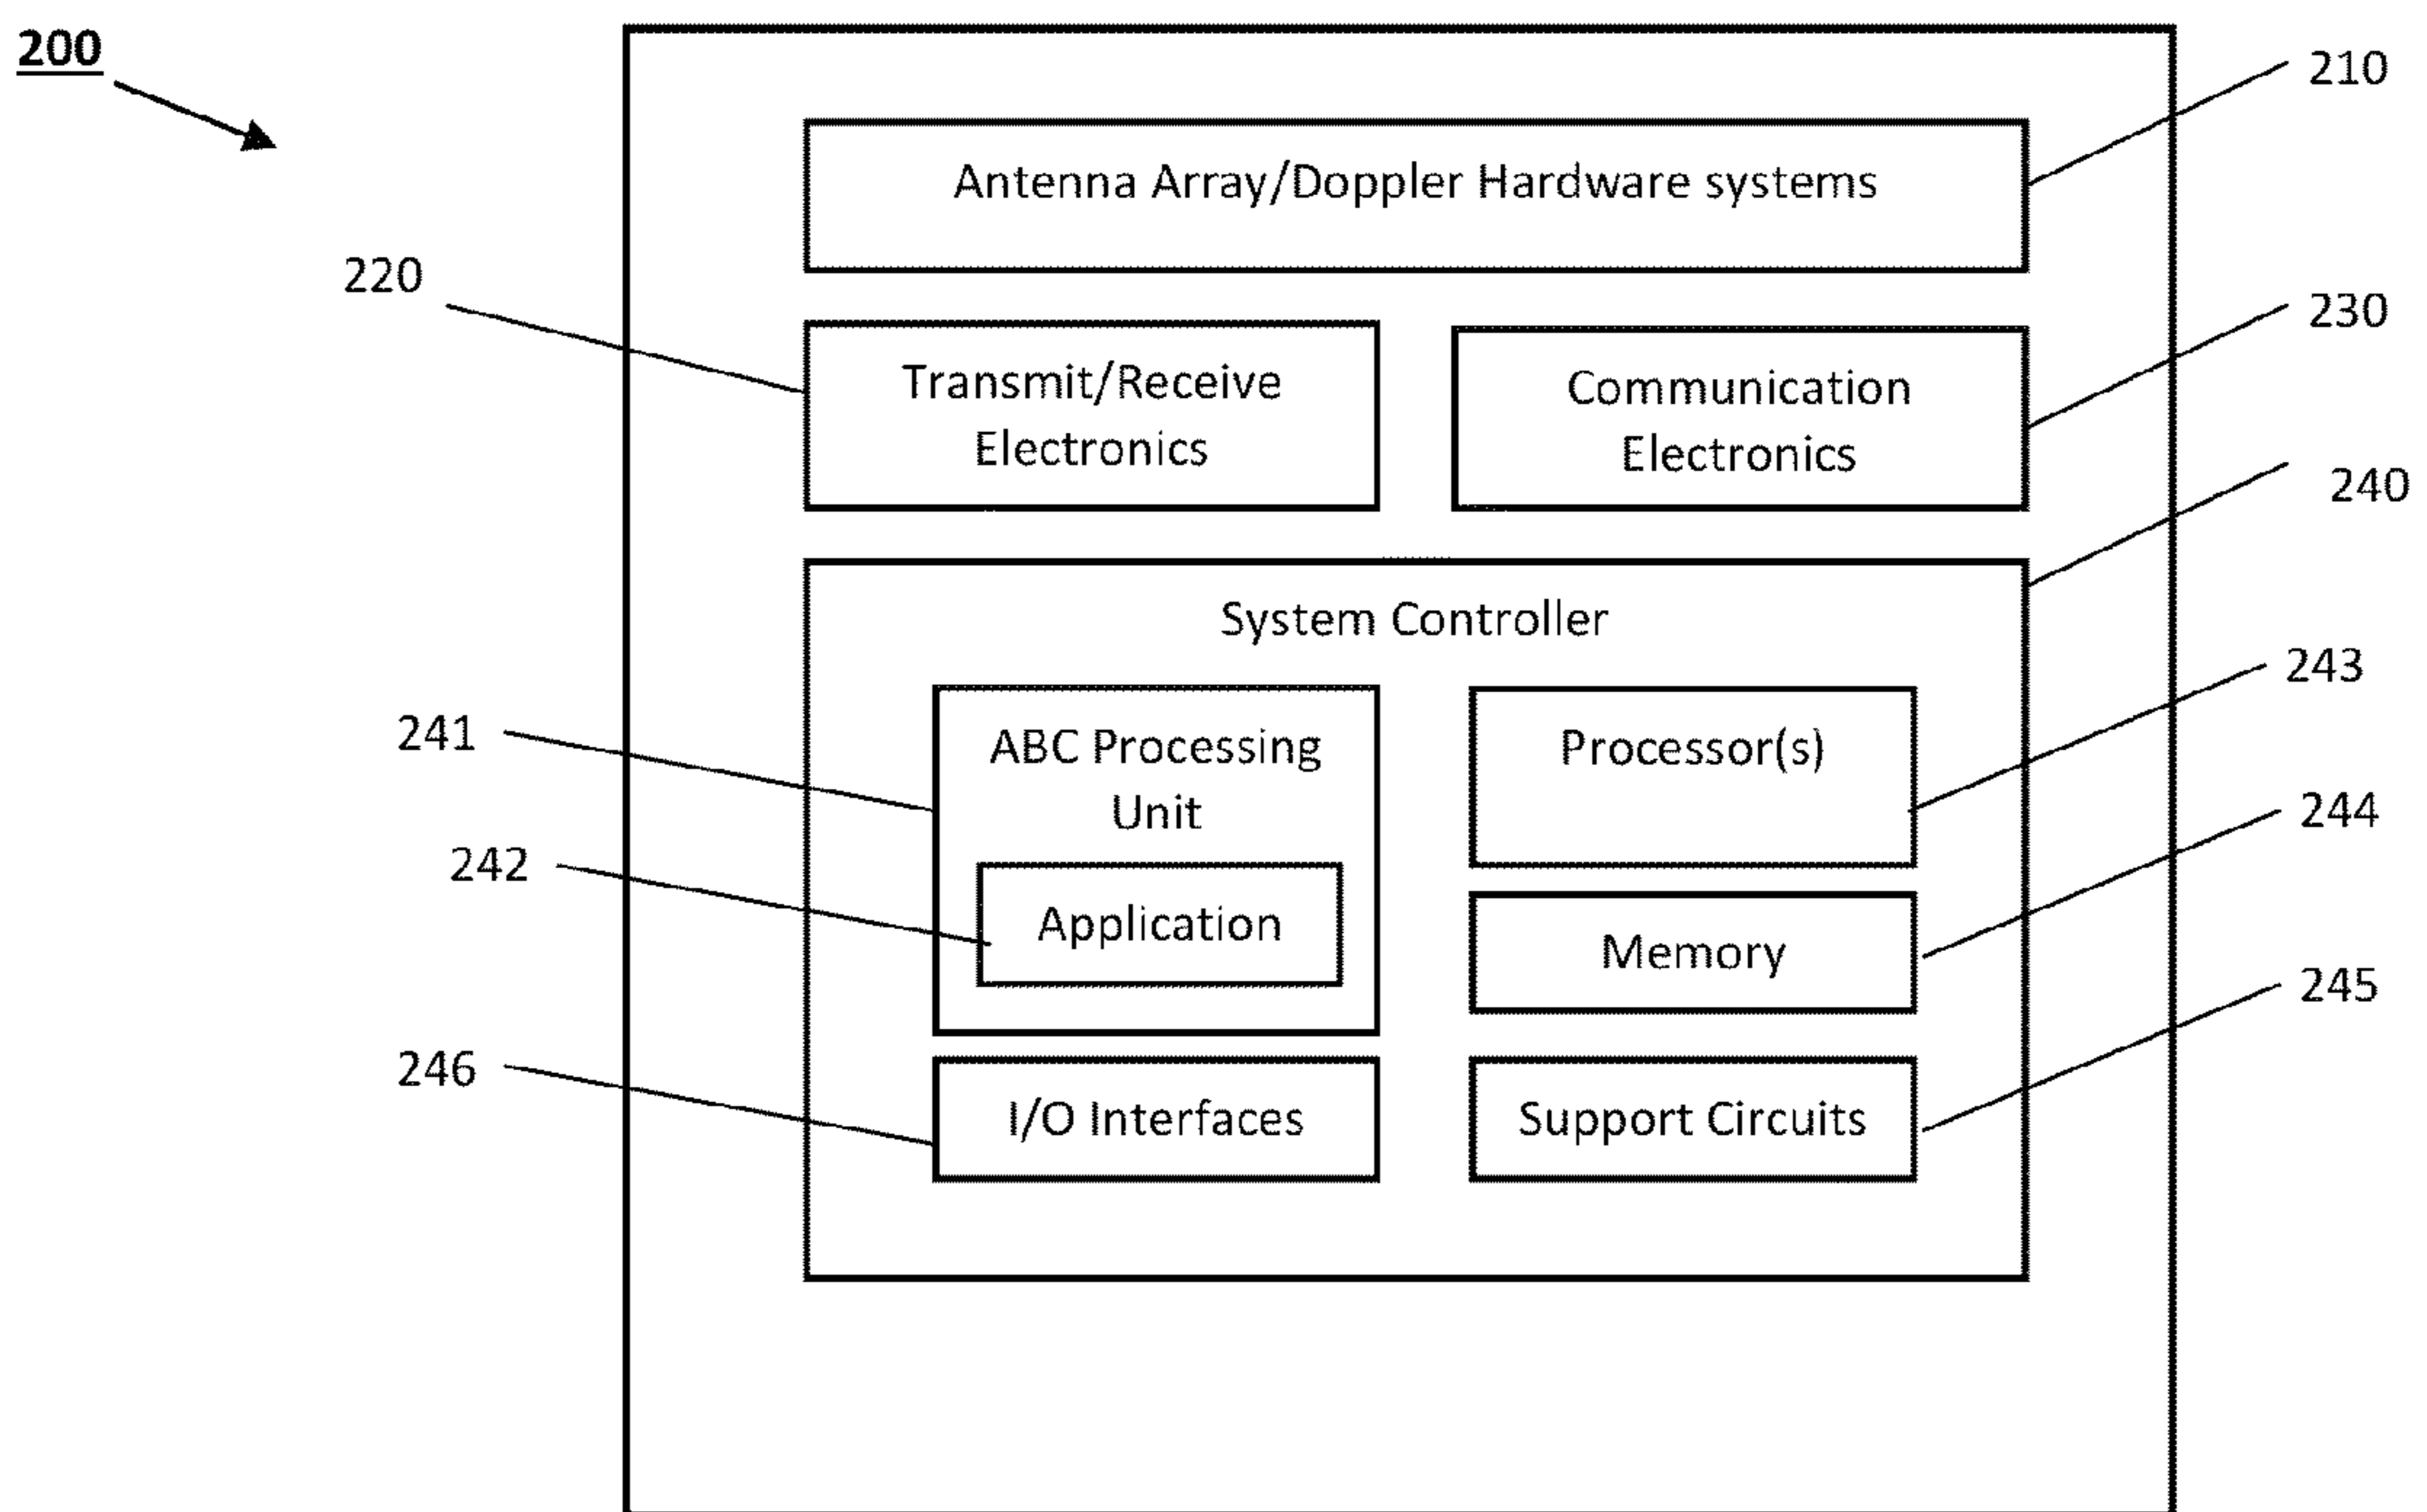 200
210
Antenna Array/Doppler Hardware systems
220
230
Transmit/Receive
Electronics
Communication
Electronics
240
System Controller
243
241
ABC Processing
Unit
Processor(s)
244
242
Application
Memory
245
246
I/O Interfaces
Support Circuits